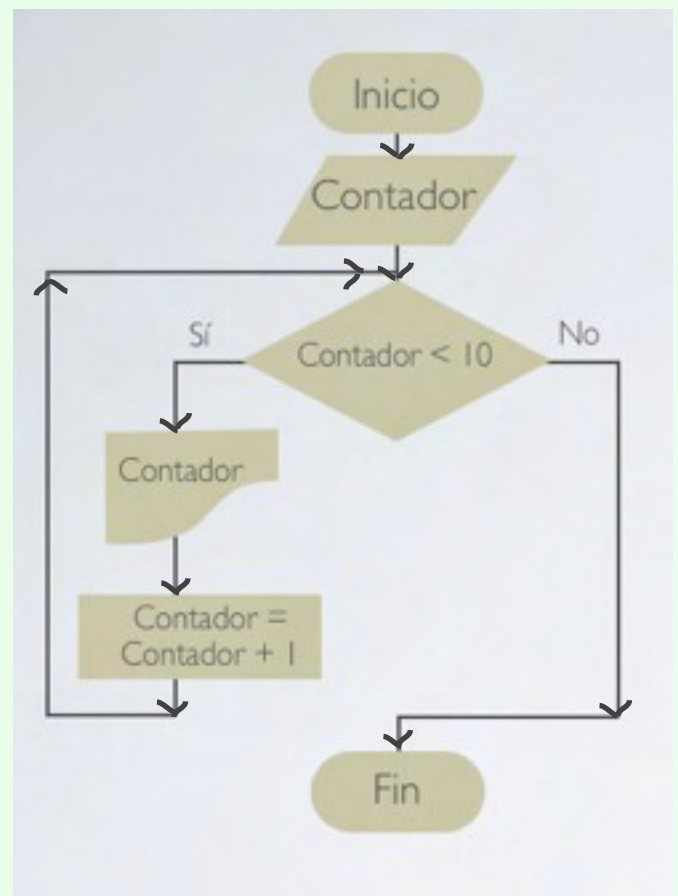 Inicio
Contador
Sí
Contador < 10
No
Contador
Contador =
Contador + 1
Fin